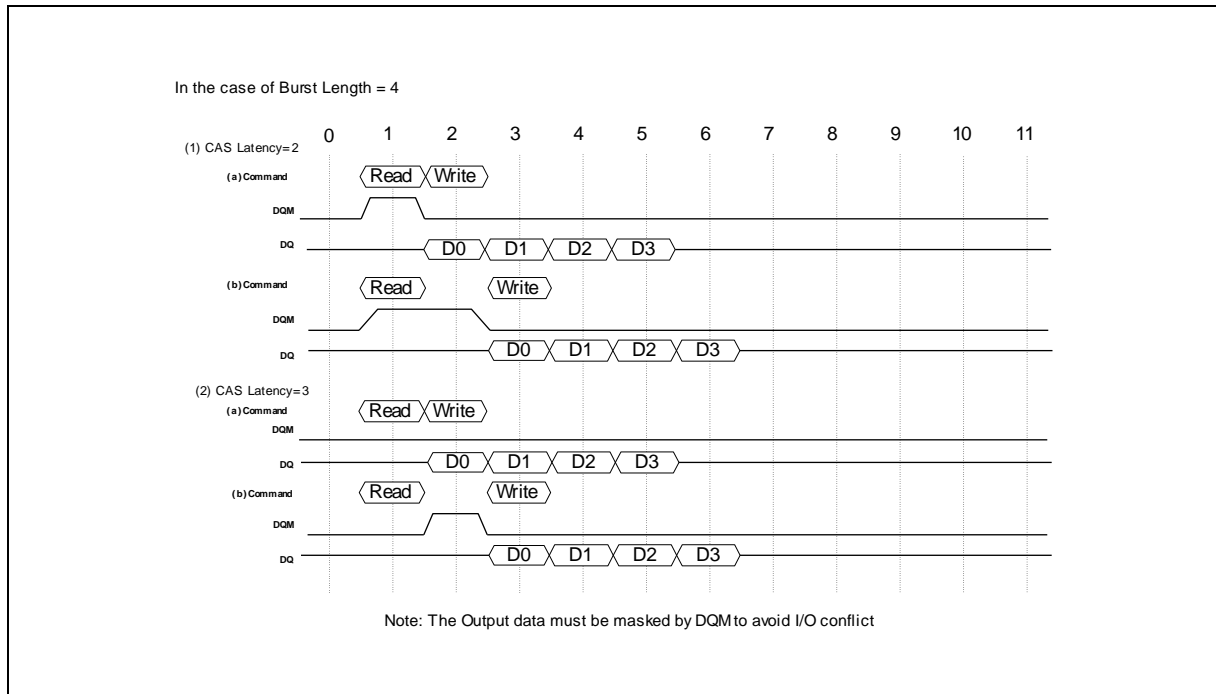 In the case of Burst Length = 4
0 1 2 3 4 5 6 7 8 9 10 11
(1) CAS Latency=2
(a)Command Read Write
DQM
DQ D0 D1 D2 D3
(b)Command Read Write
DQM
DQ D0 D1 D2 D3
(2) CAS Latency=3
(a)Command Read Write
DQM
DQ D0 D1 D2 D3
(b)Command Read Write
DQM
DQ D0 D1 D2 D3
Note: The Output data must be masked by DQM to avoid I/O conflict